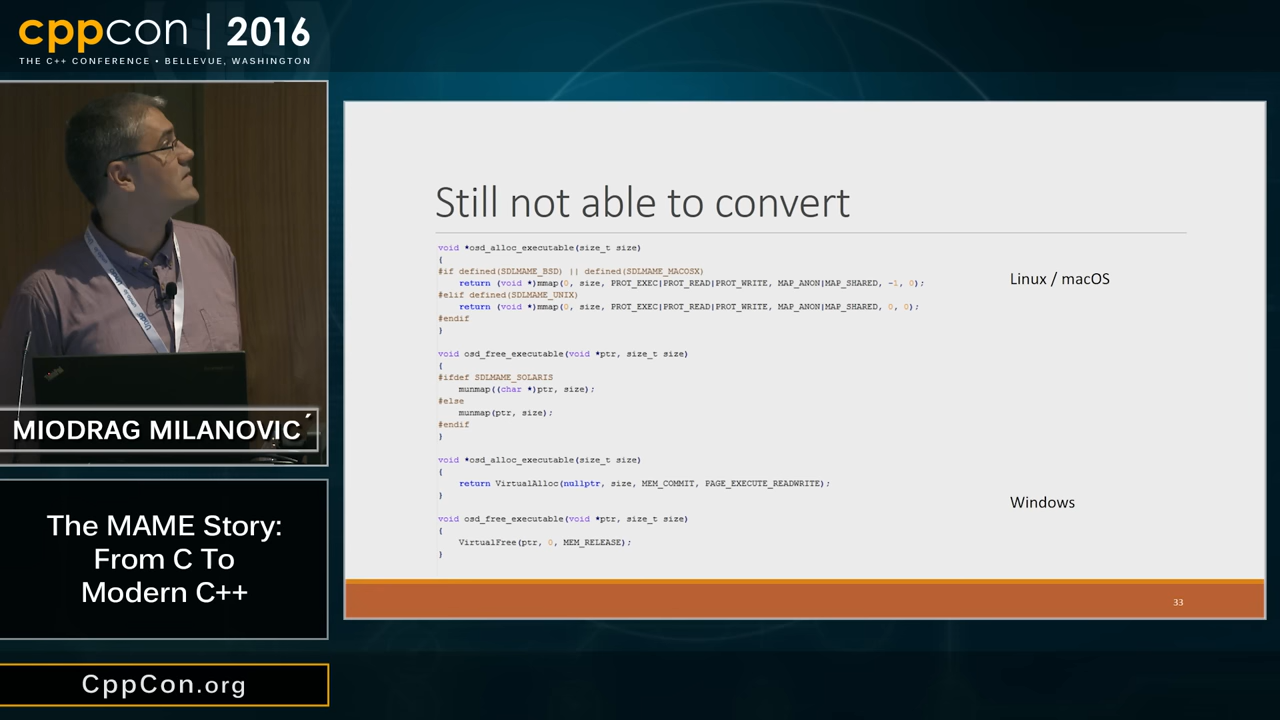 cppcon | 2016
THE C++ CONFERENCE • BELLEVUE, WASHINGTON
MIODRAG MILANOVIC´
The MAME Story:
From C To
Modern C++
CppCon.org
Still not able to convert
void *osd_alloc_executable(size_t size)
{
#if defined(SDLMAME_BSD) || defined(SDLMAME_MACOSX)
return (void *)mmap(0, size, PROT_EXEC|PROT_READ|PROT_WRITE, MAP_ANON|MAP_SHARED, -1, 0);
#elif defined(SDLMAME_UNIX)
return (void *)mmap(0, size, PROT_EXEC|PROT_READ|PROT_WRITE, MAP_ANON|MAP_SHARED, 0, 0);
#endif
}
void osd_free_executable(void *ptr, size_t size)
{
#ifdef SDLMAME_SOLARIS
munmap((char *)ptr, size);
#else
munmap(ptr, size);
#endif
}
Linux / macOS
void *osd_alloc_executable(size_t size)
{
return VirtualAlloc(nullptr, size, MEM_COMMIT, PAGE_EXECUTE_READWRITE);
}
void osd_free_executable(void *ptr, size_t size)
{
VirtualFree(ptr, 0, MEM_RELEASE);
}
Windows
33